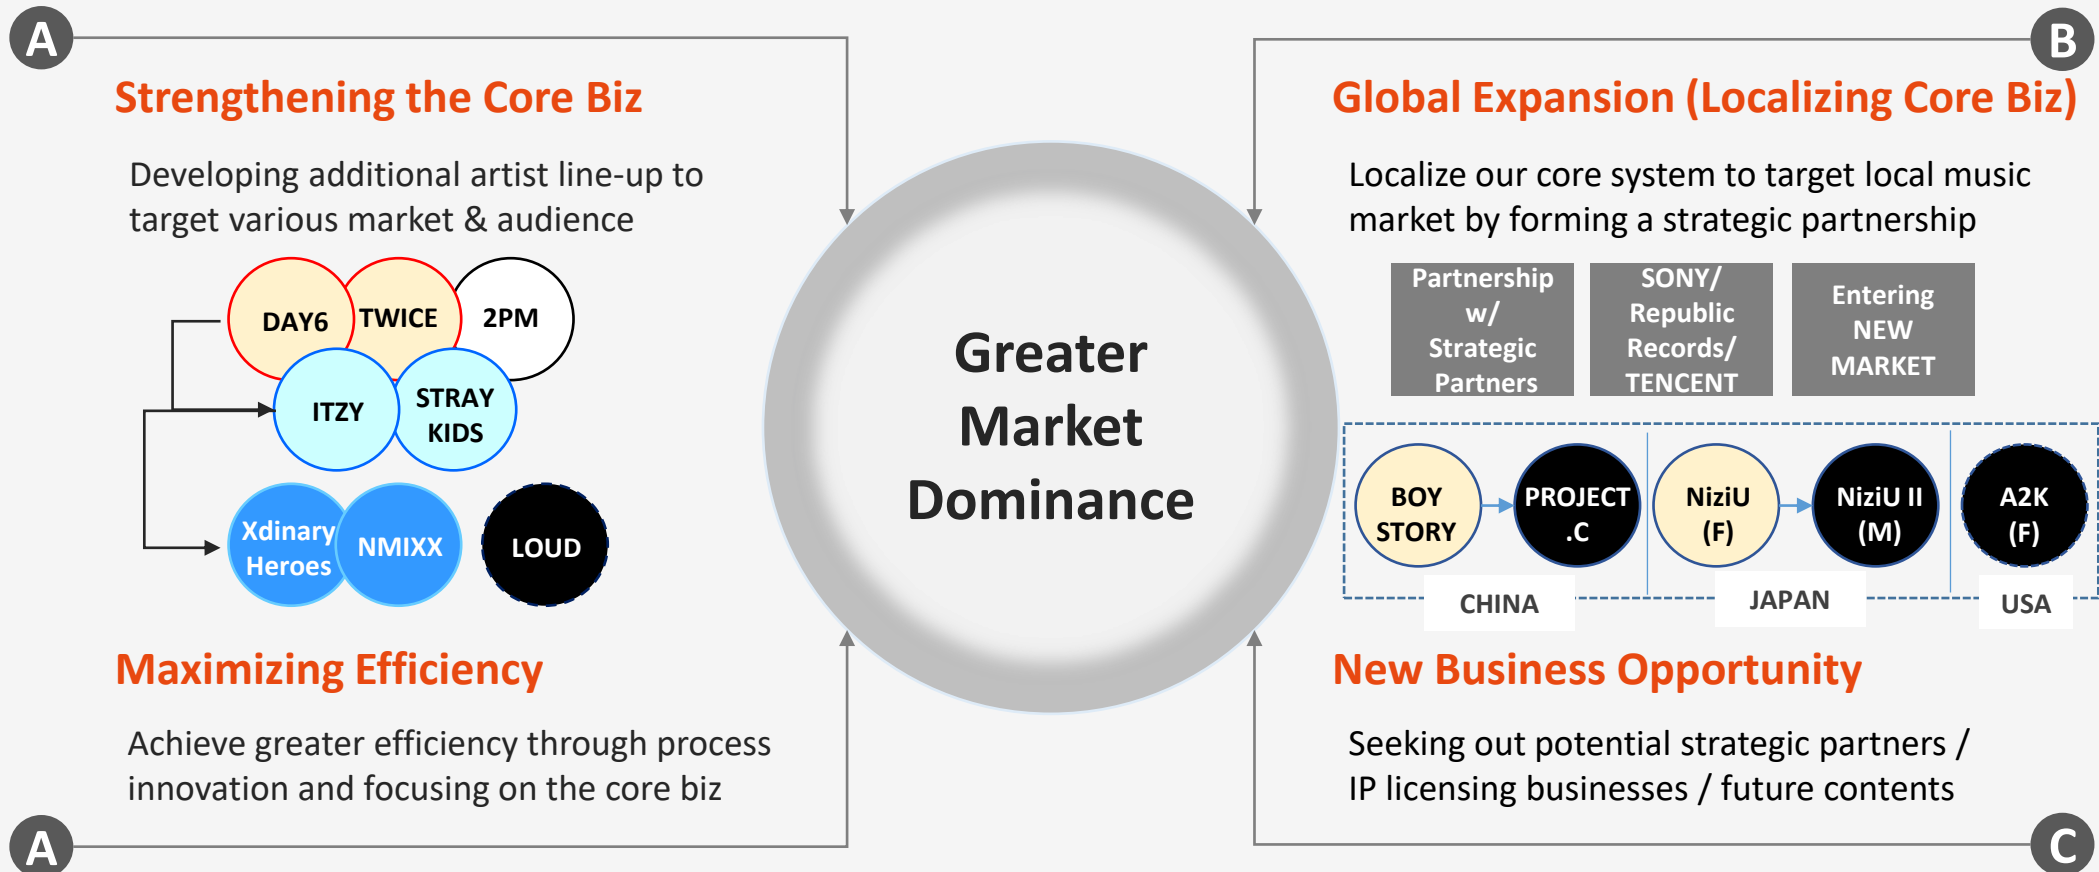 A
Strengthening the Core Biz
Developing additional artist line-up to
target various market & audience
DAY6
TWICE
2PM
ITZY
STRAY
KIDS
Xdinary
Heroes
NMIXX
LOUD
Maximizing Efficiency
Achieve greater efficiency through process
innovation and focusing on the core biz
A
Greater
Market
Dominance
B
Global Expansion (Localizing Core Biz)
Localize our core system to target local music
market by forming a strategic partnership
Partnership
w/
Strategic
Partners
SONY/
Republic
Records/
TENCENT
Entering
NEW
MARKET
BOY
STORY
PROJECT
.C
NiziU
(F)
NiziU II
(M)
A2K
(F)
CHINA
JAPAN
USA
New Business Opportunity
Seeking out potential strategic partners /
IP licensing businesses / future contents
C